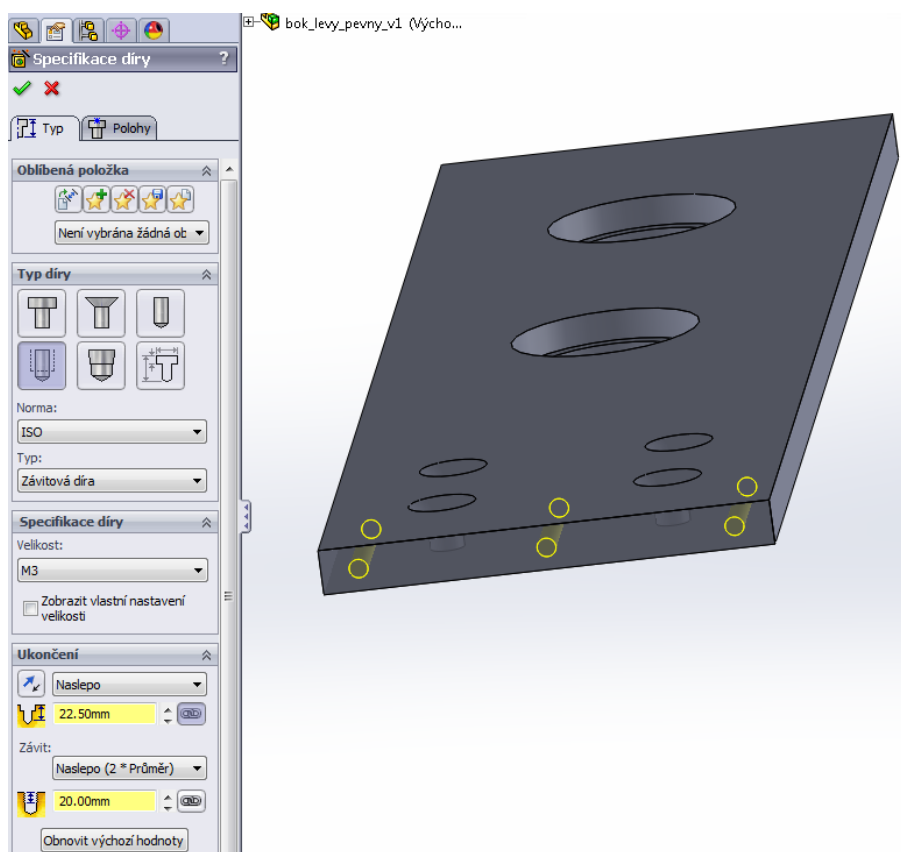 bok_levy_pevny_v1 (Výcho...
Specifikace díry ?
Typ
Polohy
Oblíbená položka
Není vybrána žádná ob
Typ díry
Norma:
ISO
Typ:
Závitová díra
Specifikace díry
Velikost:
M3
Zobrazit vlastní nastavení
velikosti
Ukončení
Naslepo
22.50mm
Závit:
Naslepo (2 * Průměr)
20.00mm
Obnovit výchozí hodnoty